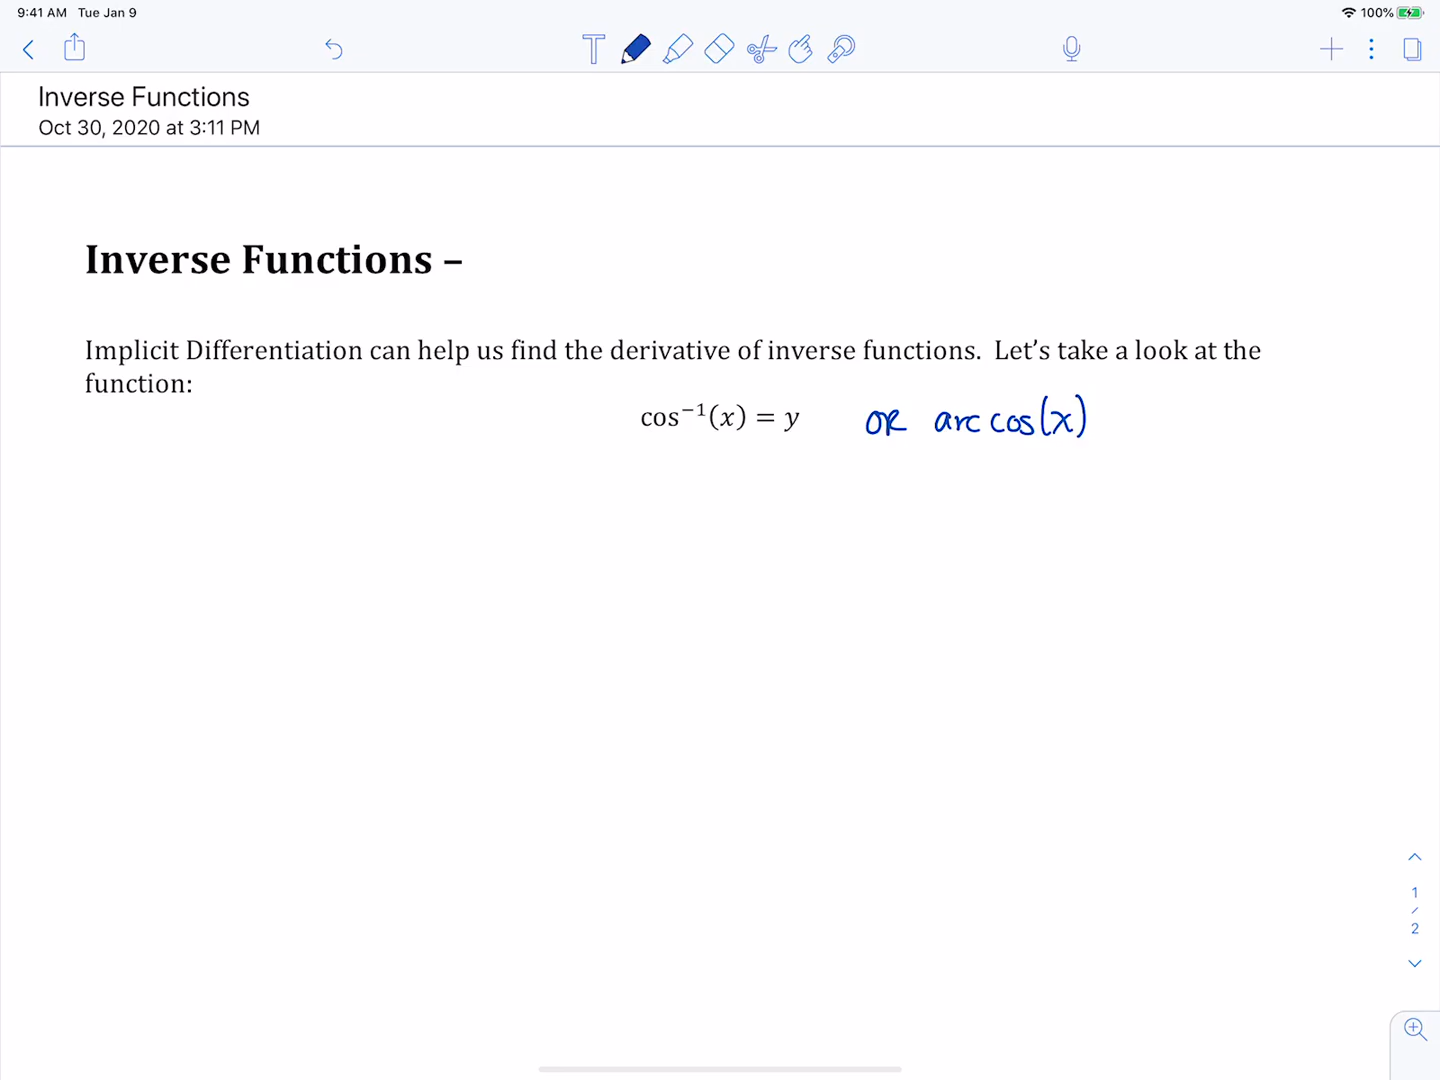 9:41 AM Tue Jan 9
100%
Inverse Functions
Oct 30, 2020 at 3:11 PM
Inverse Functions –
Implicit Differentiation can help us find the derivative of inverse functions. Let’s take a look at the
function:
cos⁻¹(x) = y OR arccos(x)
1
/
2